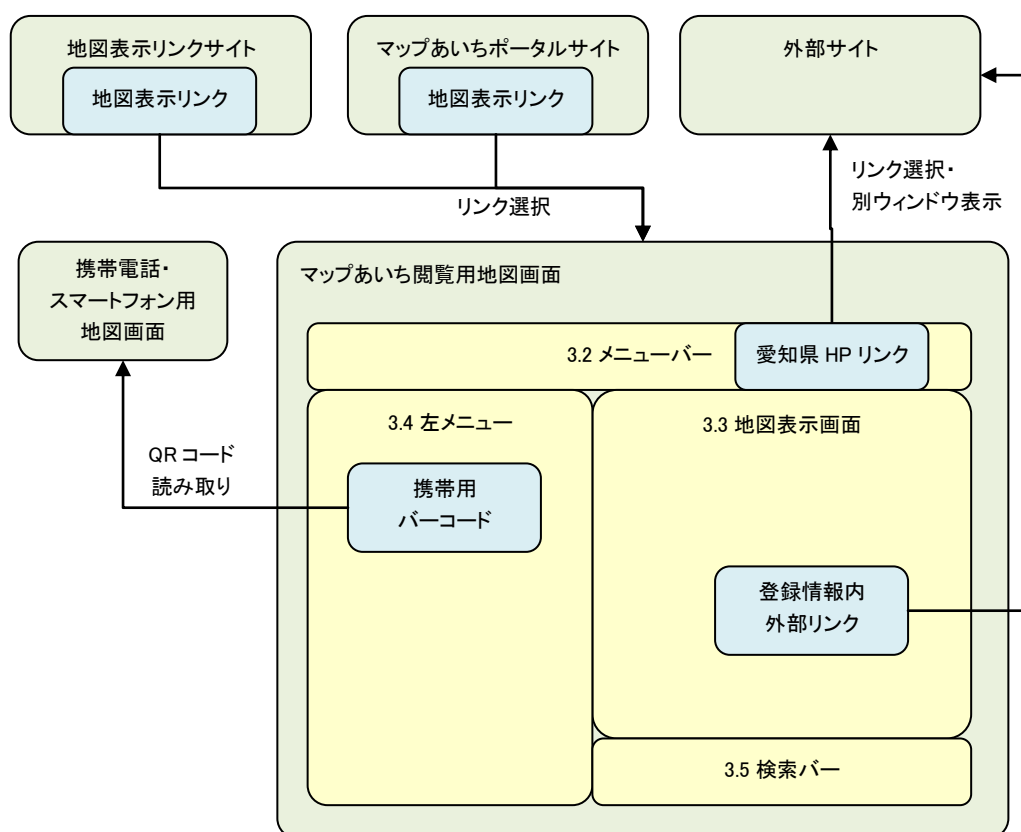 地図表示リンクサイト
地図表示リンク
マップあいちポータルサイト
地図表示リンク
外部サイト
リンク選択・
別ウィンドウ表示
リンク選択
携帯電話・
スマートフォン用
地図画面
マップあいち閲覧用地図画面
3.2 メニューバー
愛知県 HP リンク
3.4 左メニュー
3.3 地図表示画面
QR コード
読み取り
携帯用
バーコード
登録情報内
外部リンク
3.5 検索バー